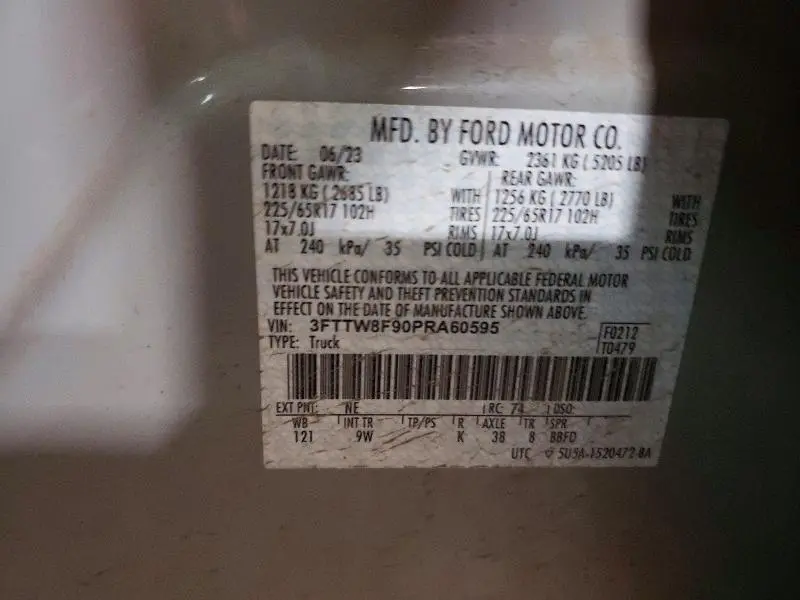 MFD. BY FORD MOTOR CO.
DATE: 06/23 GVWR: 2361 KG ( 5205 LB)
FRONT GAWR: REAR GAWR:
1218 KG ( 2685 LB) WITH 1256 KG ( 2770 LB) WITH
225/65R17 102H TIRES 225/65R17 102H TIRES
17x7.0J RIMS 17x7.0J RIMS
AT 240 kPa/ 35 PSI COLD AT 240 kPa/ 35 PSI COLD
THIS VEHICLE CONFORMS TO ALL APPLICABLE FEDERAL MOTOR
VEHICLE SAFETY AND THEFT PREVENTION STANDARDS IN
EFFECT ON THE DATE OF MANUFACTURE SHOWN ABOVE.
VIN: 3FTTW8F90PRA60595 F0212
TYPE: Truck T0479
EXT PNT: NE RC: 74 DSO:
WB INT TR TP/PS R AXLE TR SPR
121 9W K 38 8 BBFD
UTC 5U5A-1520472-BA